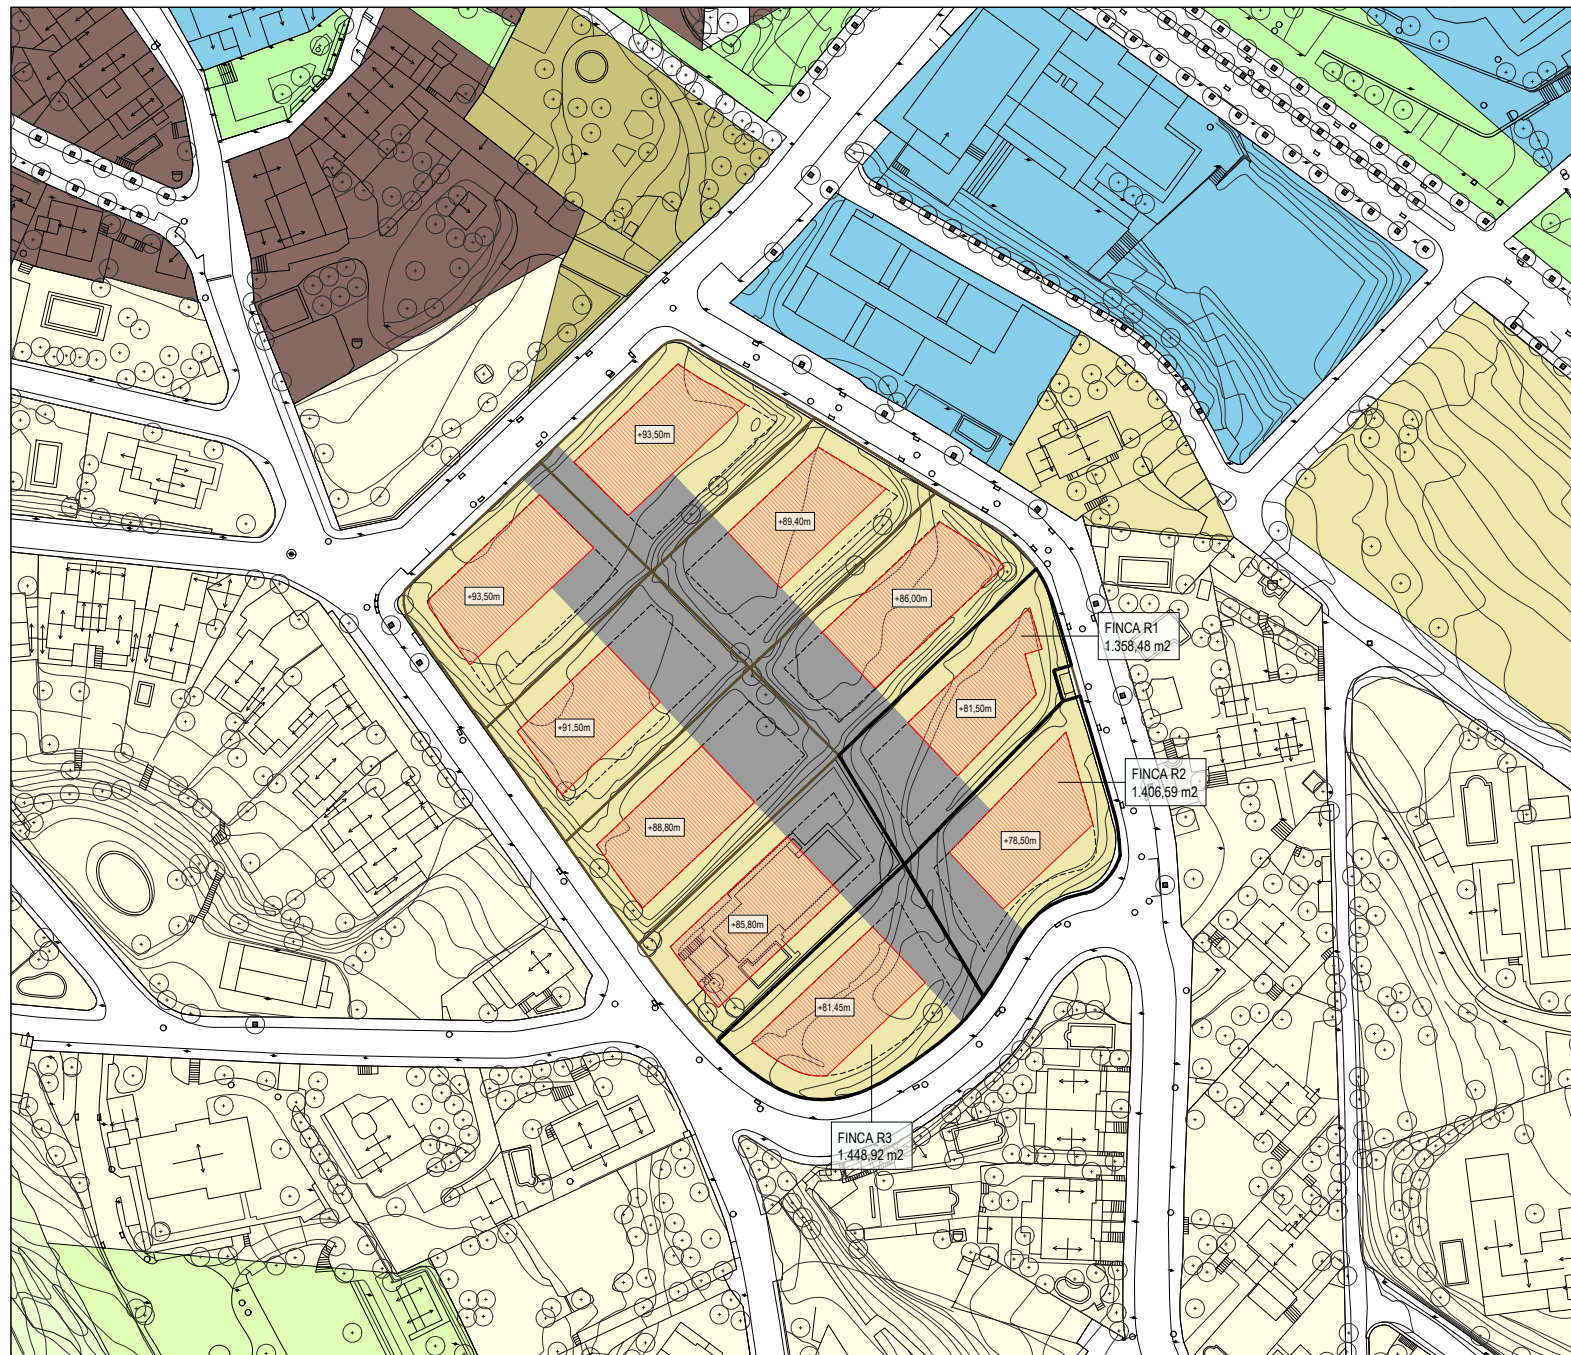 +93,50m
+89,40m
+93,50m
+86,00m
FINCA R1
1.358,48 m2
+81,50m
+91,50m
FINCA R2
1.406,59 m2
+88,80m
+78,50m
+85,80m
+81,45m
FINCA R3
1.448,92 m2